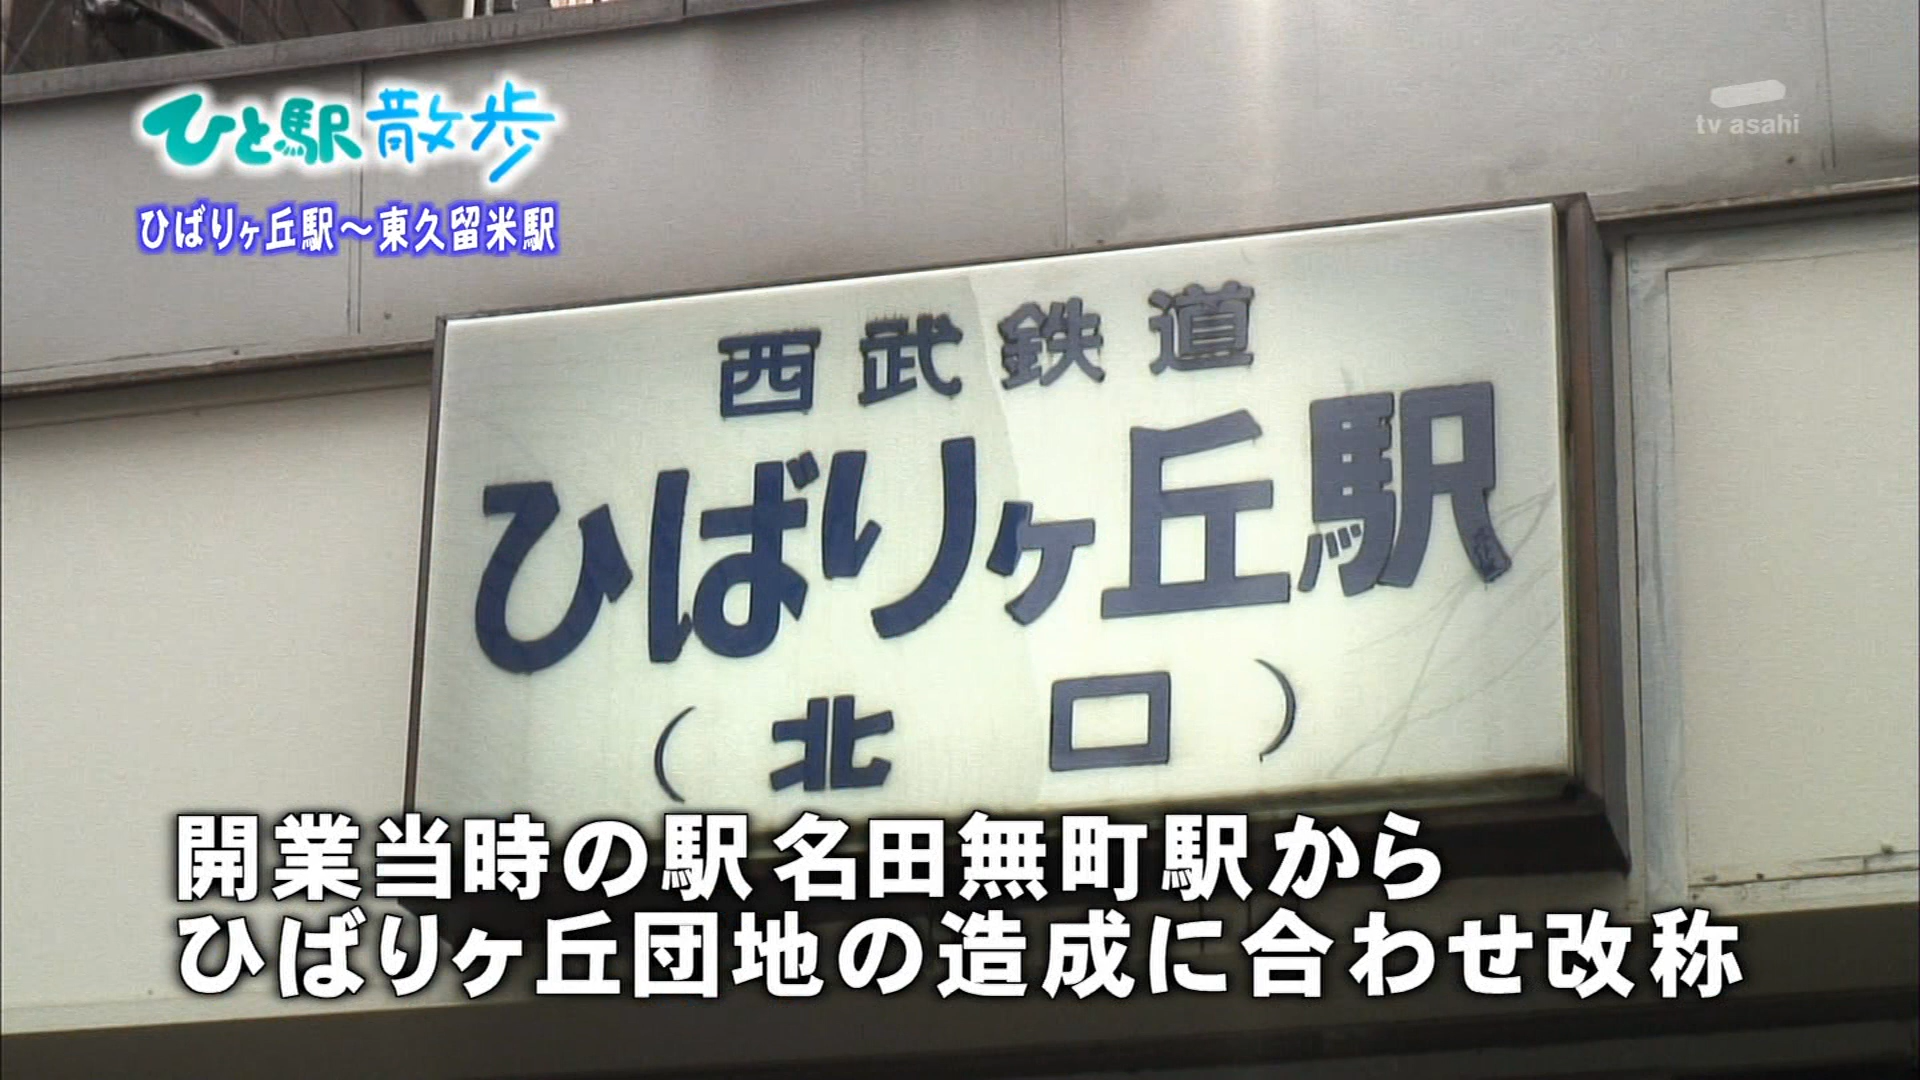 ひと駅散歩
tv asahi
ひばりヶ丘駅～東久留米駅
西武鉄道
ひばりヶ丘駅
(北口)
開業当時の駅名田無町駅から
ひばりヶ丘団地の造成に合わせ改称